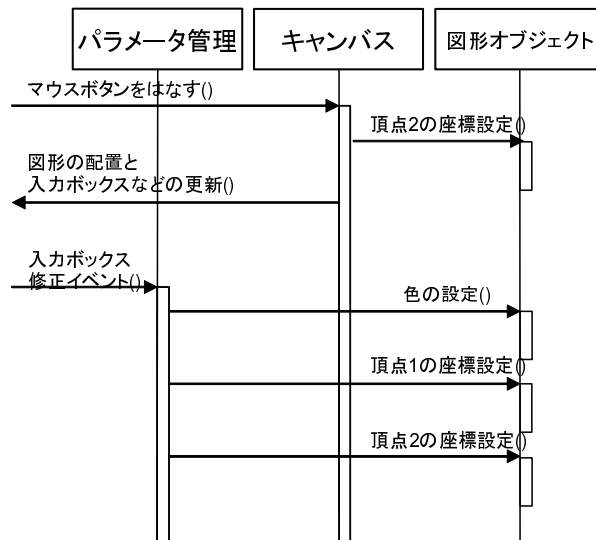 パラメータ管理
キャンバス
図形オブジェクト
マウスボタンをはなす()
頂点2の座標設定()
図形の配置と
入力ボックスなどの更新()
入力ボックス
修正イベント()
色の設定()
頂点1の座標設定()
頂点2の座標設定()